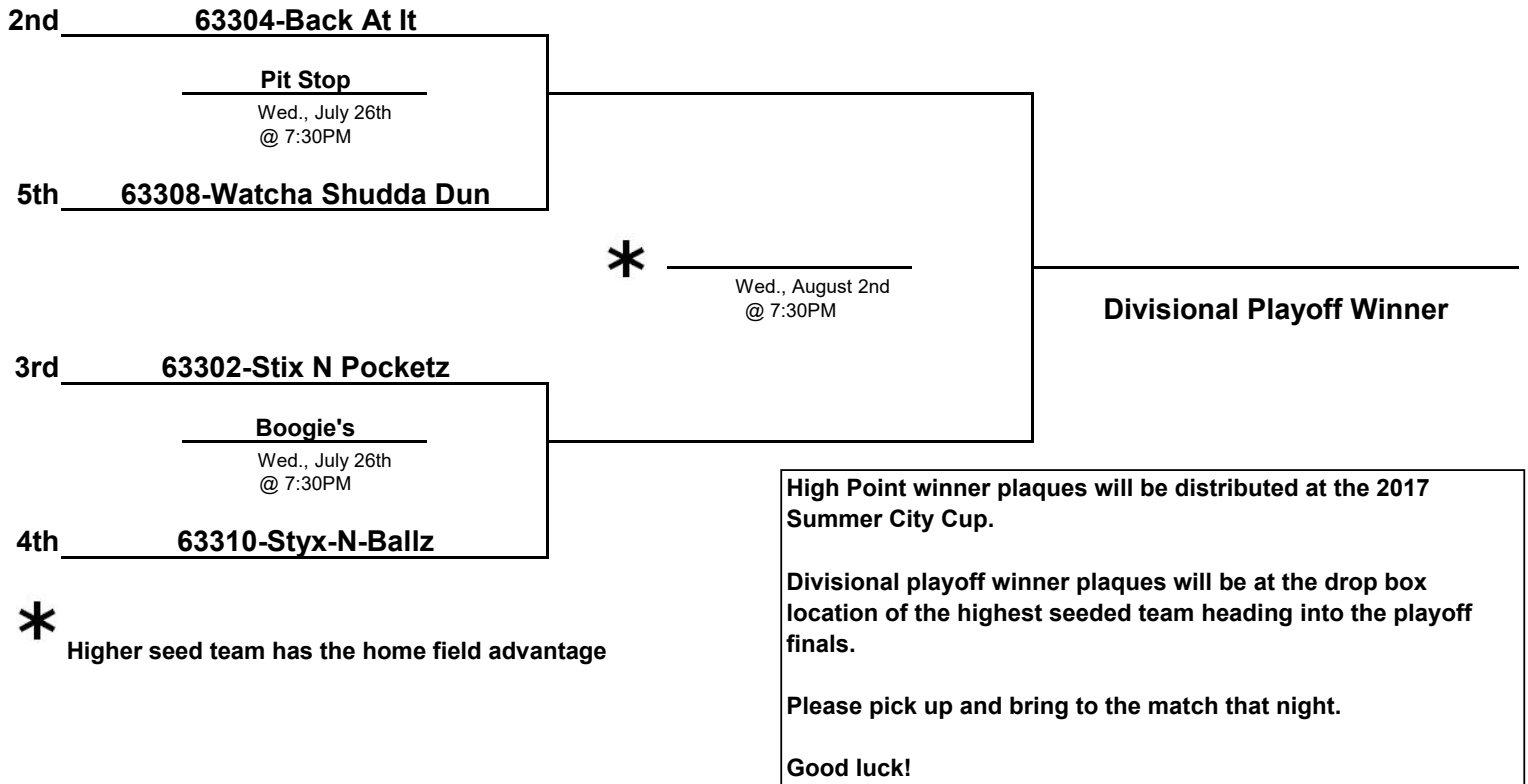 2nd 63304-Back At It
Pit Stop
Wed., July 26th
@ 7:30PM
5th 63308-Watcha Shudda Dun
* 
Wed., August 2nd
@ 7:30PM
Divisional Playoff Winner
3rd 63302-Stix N Pocketz
Boogie's
Wed., July 26th
@ 7:30PM
4th 63310-Styx-N-Ballz
* Higher seed team has the home field advantage
High Point winner plaques will be distributed at the 2017
Summer City Cup.
Divisional playoff winner plaques will be at the drop box
location of the highest seeded team heading into the playoff
finals.
Please pick up and bring to the match that night.
Good luck!